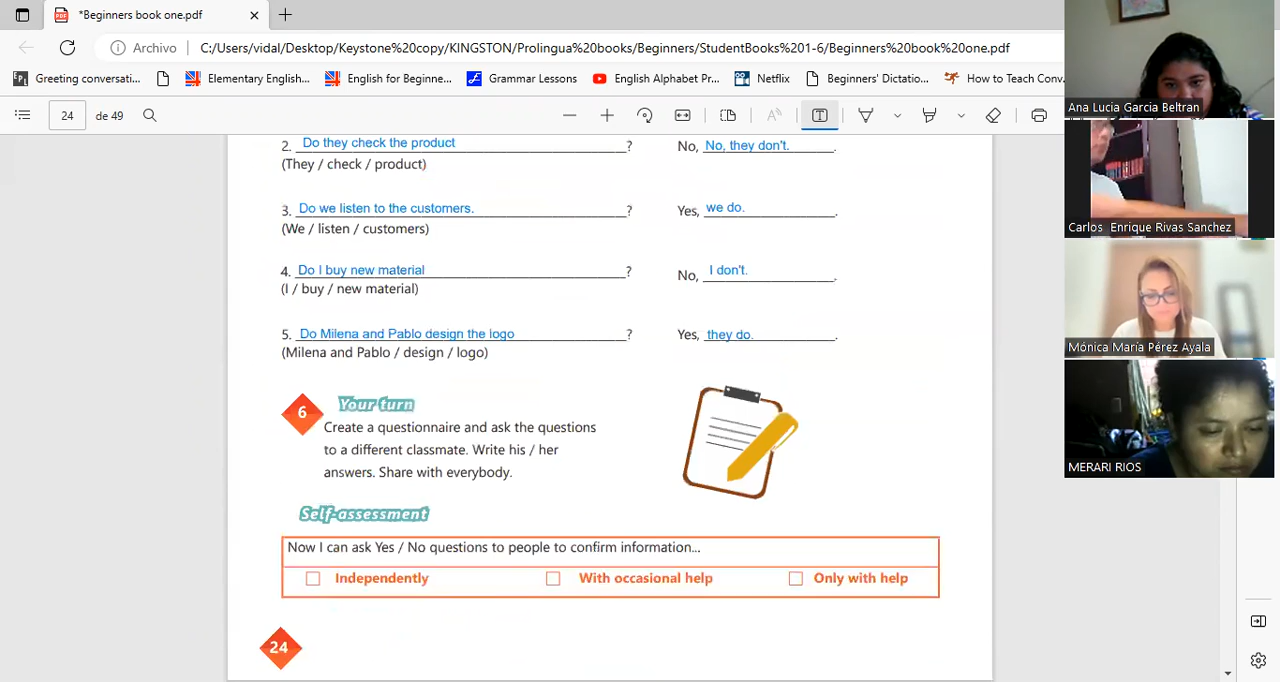 *Beginners book one.pdf
Archivo C:/Users/vidal/Desktop/Keystone%20copy/KINGSTON/Prolingua%20books/Beginners/StudentBooks%201-6/Beginners%20book%20one.pdf
Greeting conversati... Elementary English... English for Beginne... Grammar Lessons English Alphabet Pr... Netflix Beginners' Dictatio... How to Teach Conv
24 de 49
2. Do they check the product ? No, No, they don't. .
(They / check / product)
3. Do we listen to the customers. ? Yes, we do. .
(We / listen / customers)
4. Do I buy new material ? No, I don't. .
(I / buy / new material)
5. Do Milena and Pablo design the logo ? Yes, they do. .
(Milena and Pablo / design / logo)
6 Your turn
Create a questionnaire and ask the questions
to a different classmate. Write his / her
answers. Share with everybody.
Self-assessment
Now I can ask Yes / No questions to people to confirm information...
Independently With occasional help Only with help
24
Ana Lucia Garcia Beltran
Carlos Enrique Rivas Sanchez
Mónica María Pérez Ayala
MERARI RIOS